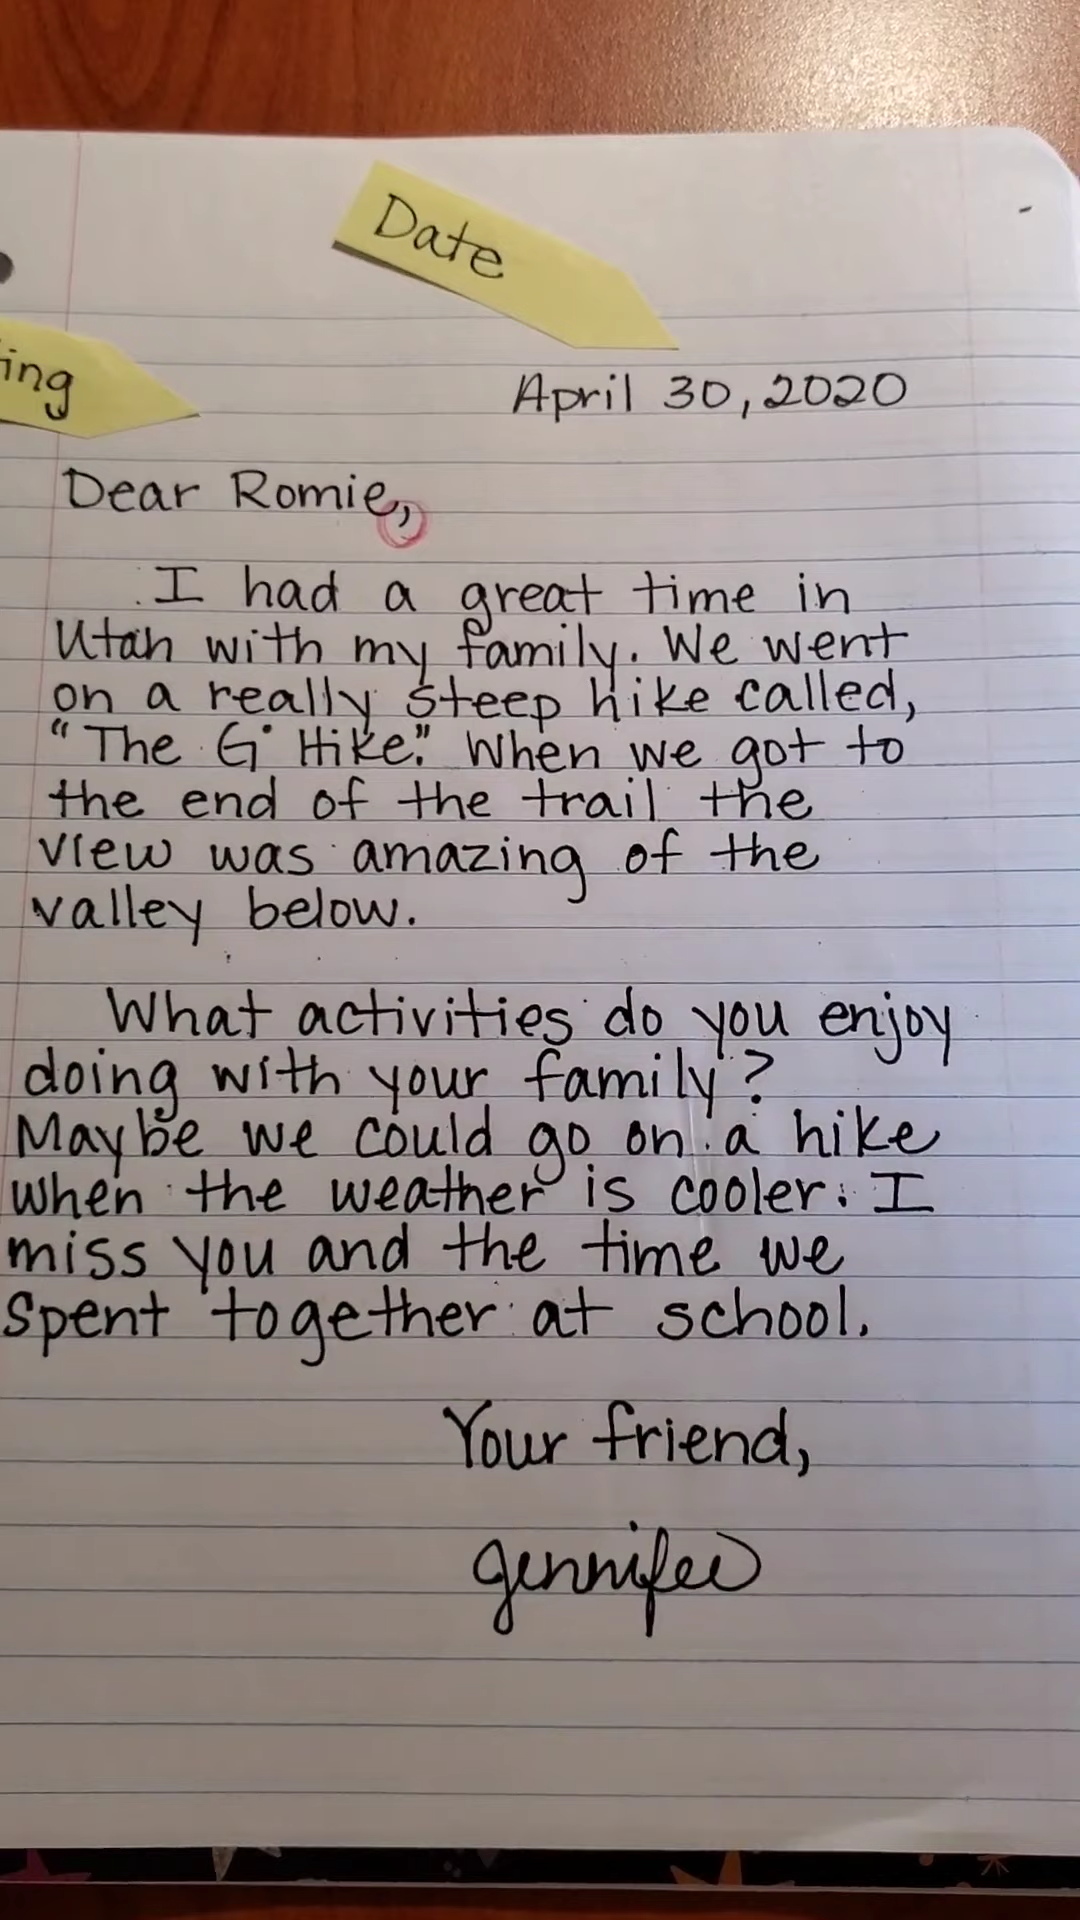 Date
ing
April 30, 2020
Dear Romie,
I had a great time in
Utah with my family. We went
on a really steep hike called,
"The G Hike." When we got to
the end of the trail the
view was amazing of the
valley below.
What activities do you enjoy
doing with your family?
Maybe we could go on a hike
when the weather is cooler. I
miss you and the time we
spent together at school.
Your friend,
Jennifer